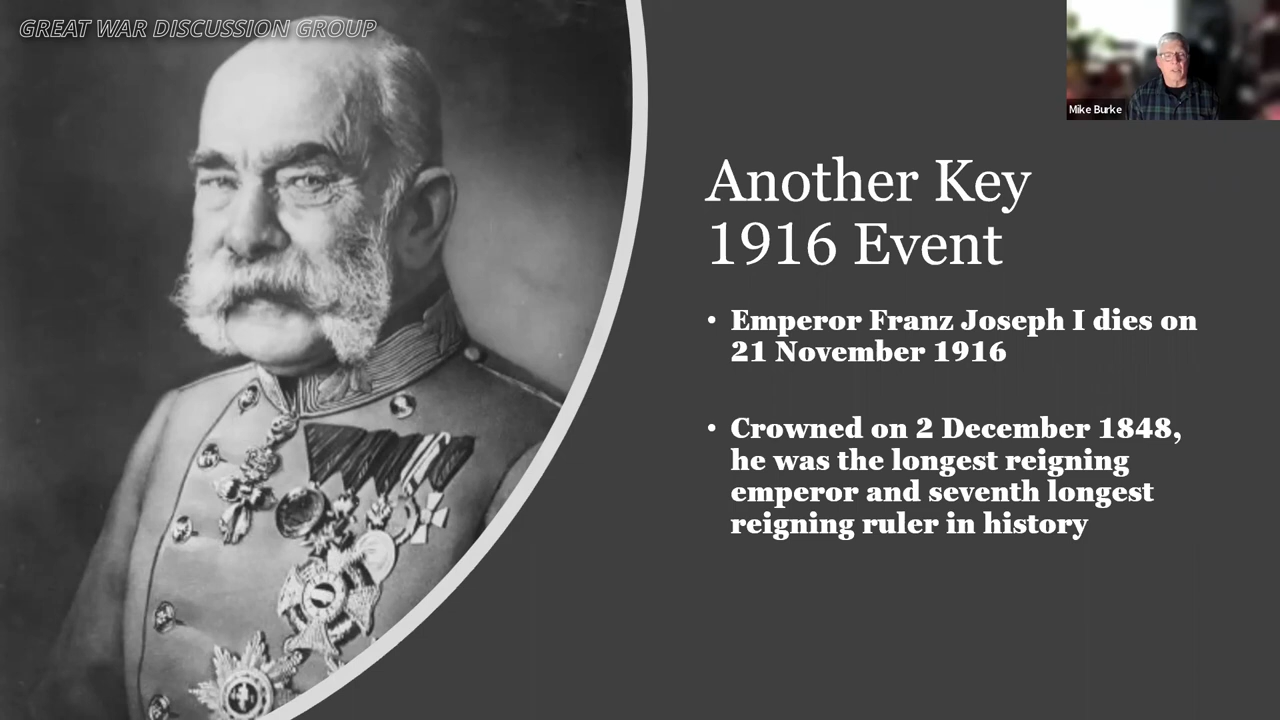 GREAT WAR DISCUSSION GROUP
Mike Burke
Another Key
1916 Event
• Emperor Franz Joseph I dies on
21 November 1916
• Crowned on 2 December 1848,
he was the longest reigning
emperor and seventh longest
reigning ruler in history